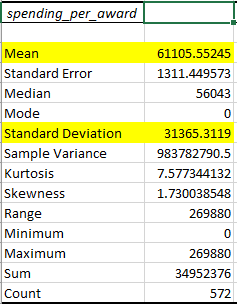 spending_per_award
Mean 61105.55245
Standard Error 1311.449573
Median 56043
Mode 0
Standard Deviation 31365.3119
Sample Variance 983782790.5
Kurtosis 7.577344132
Skewness 1.730038548
Range 269880
Minimum 0
Maximum 269880
Sum 34952376
Count 572